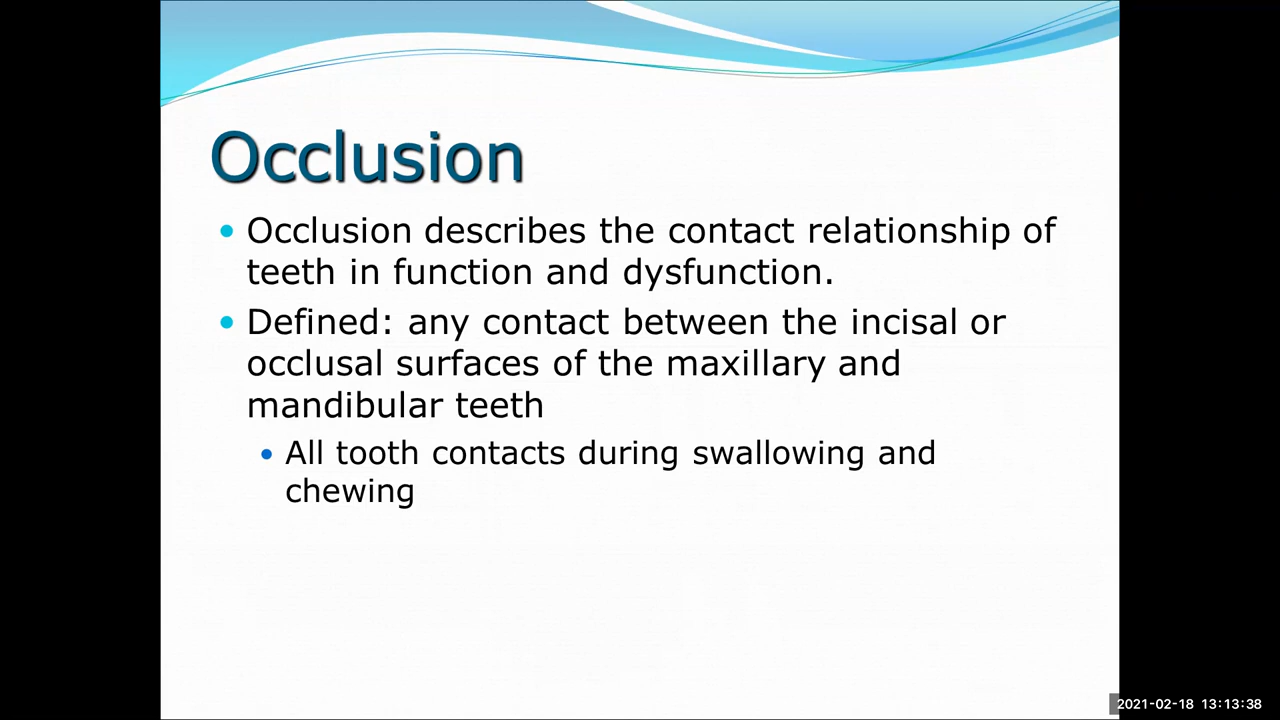 Occlusion
• Occlusion describes the contact relationship of
teeth in function and dysfunction.
• Defined: any contact between the incisal or
occlusal surfaces of the maxillary and
mandibular teeth
• All tooth contacts during swallowing and
chewing
2021-02-18 13:13:38